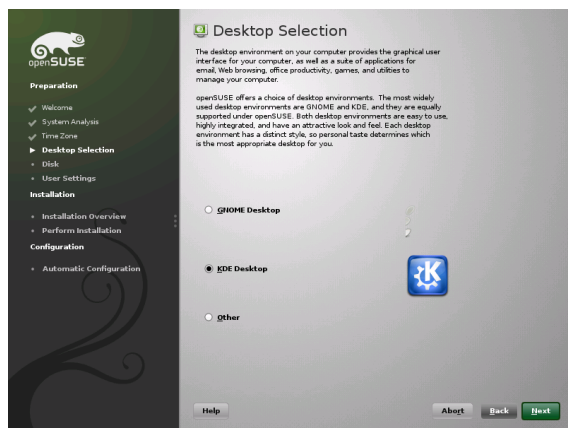 openSUSE
Preparation
Welcome
System Analysis
Time Zone
Desktop Selection
Disk
User Settings
Installation
Installation Overview
Perform Installation
Configuration
Automatic Configuration
Desktop Selection
The desktop environment on your computer provides the graphical user
interface for your computer, as well as a suite of applications for
email, Web browsing, office productivity, games, and utilities to
manage your computer.
openSUSE offers a choice of desktop environments. The most widely
used desktop environments are GNOME and KDE, and they are equally
supported under openSUSE. Both desktop environments are easy to use,
highly integrated, and have an attractive look and feel. Each desktop
environment has a distinct style, so personal taste determines which
is the most appropriate desktop for you.
GNOME Desktop
KDE Desktop
K
Other
Help
Abort
Back
Next